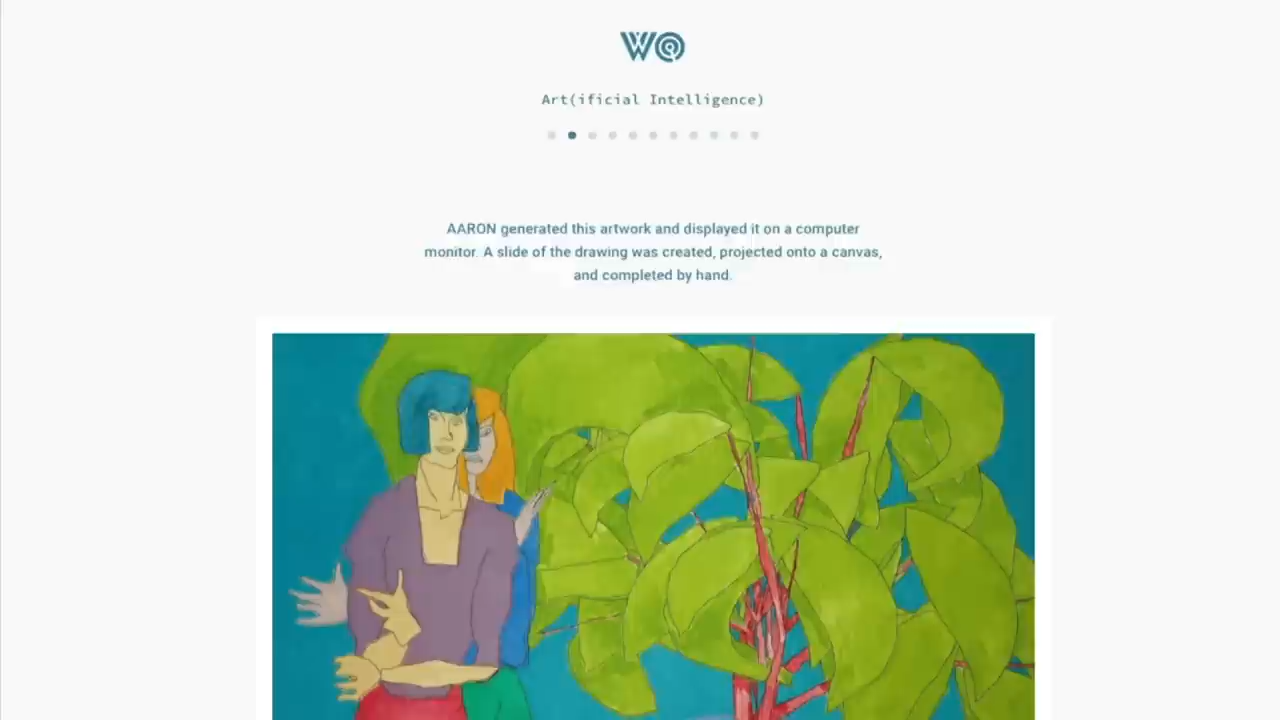 WQ
Art(ificial Intelligence)
AARON generated this artwork and displayed it on a computer
monitor. A slide of the drawing was created, projected onto a canvas,
and completed by hand.